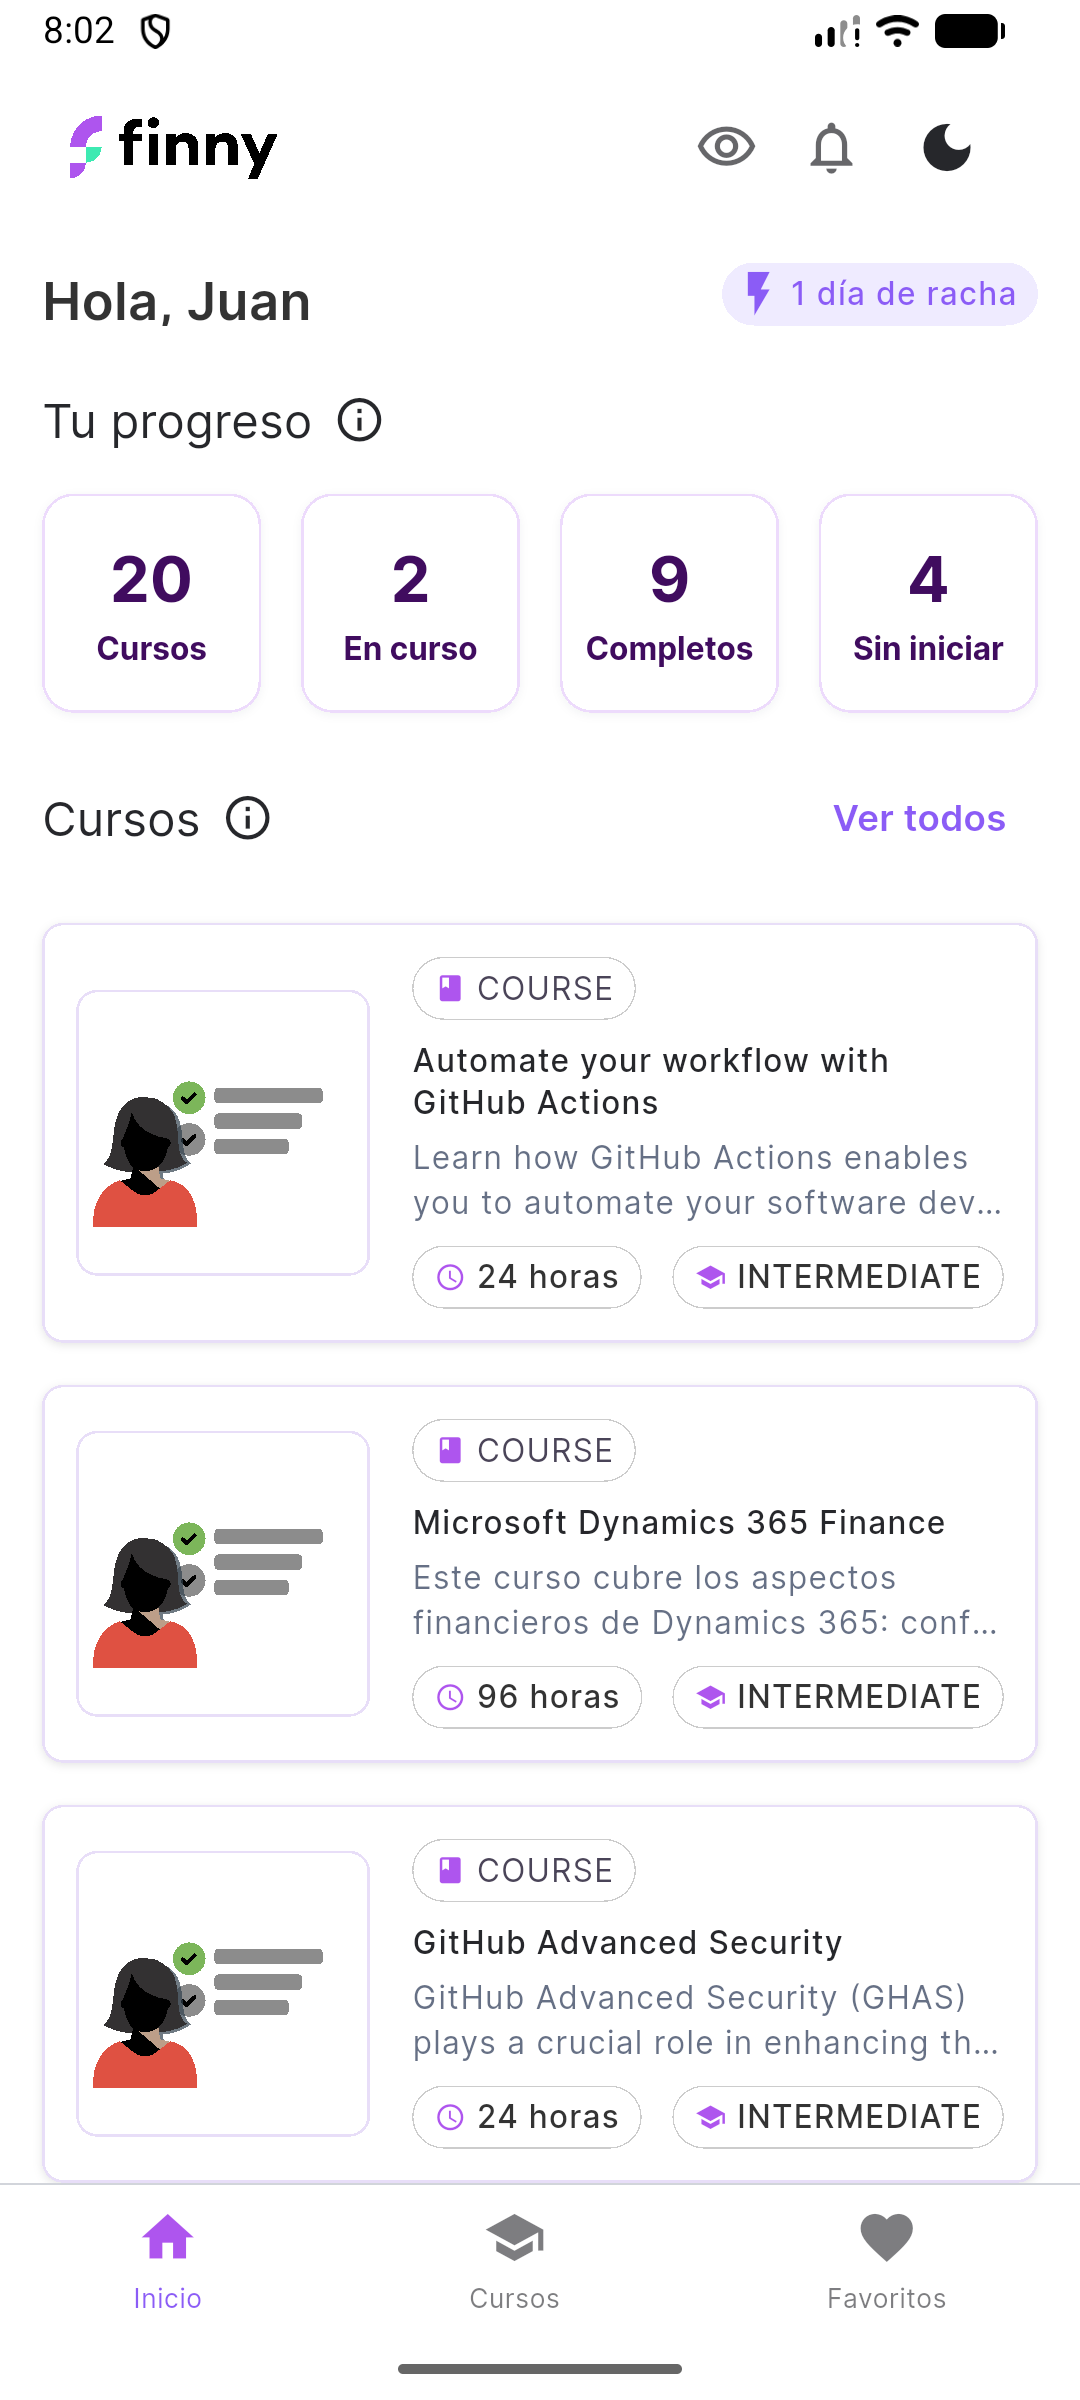 8:02
finny
Hola, Juan
1 día de racha
Tu progreso
20
Cursos
2
En curso
9
Completos
4
Sin iniciar
Cursos
Ver todos
COURSE
Automate your workflow with
GitHub Actions
Learn how GitHub Actions enables
you to automate your software dev...
24 horas
INTERMEDIATE
COURSE
Microsoft Dynamics 365 Finance
Este curso cubre los aspectos
financieros de Dynamics 365: conf...
96 horas
INTERMEDIATE
COURSE
GitHub Advanced Security
GitHub Advanced Security (GHAS)
plays a crucial role in enhancing th...
24 horas
INTERMEDIATE
Inicio
Cursos
Favoritos